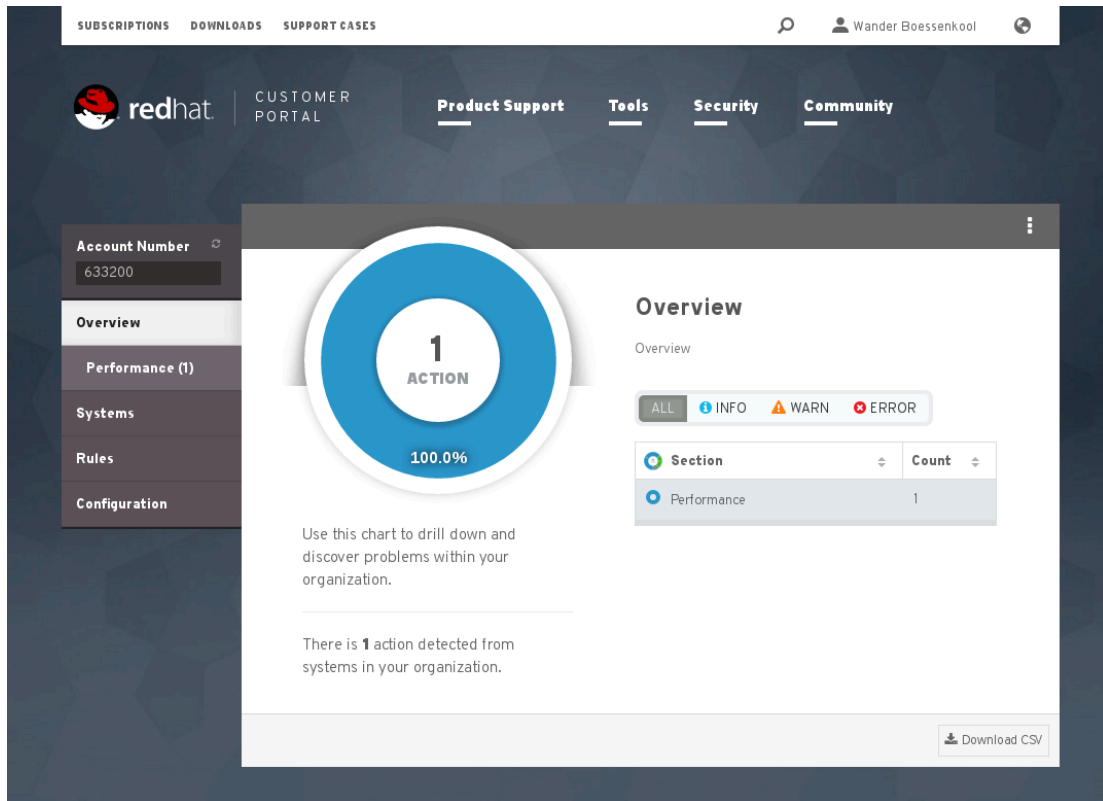 SUBSCRIPTIONS DOWNLOADS SUPPORT CASES Wander Boessenkool
redhat. CUSTOMER PORTAL
Product Support Tools Security Community
Account Number
633200
Overview
Performance (1)
Systems
Rules
Configuration
1
ACTION
100.0%
Use this chart to drill down and
discover problems within your
organization.
There is 1 action detected from
systems in your organization.
Overview
Overview
ALL INFO WARN ERROR
Section Count
Performance 1
Download CSV